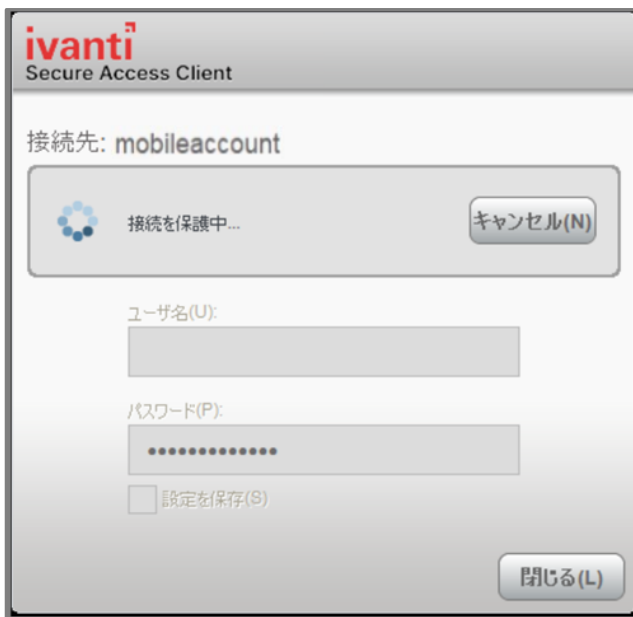 ivanti
Secure Access Client
接続先: mobileaccount
接続を保護中...
キャンセル(N)
ユーザ名(U):
パスワード(P):
•••••••••••••
設定を保存(S)
閉じる(L)